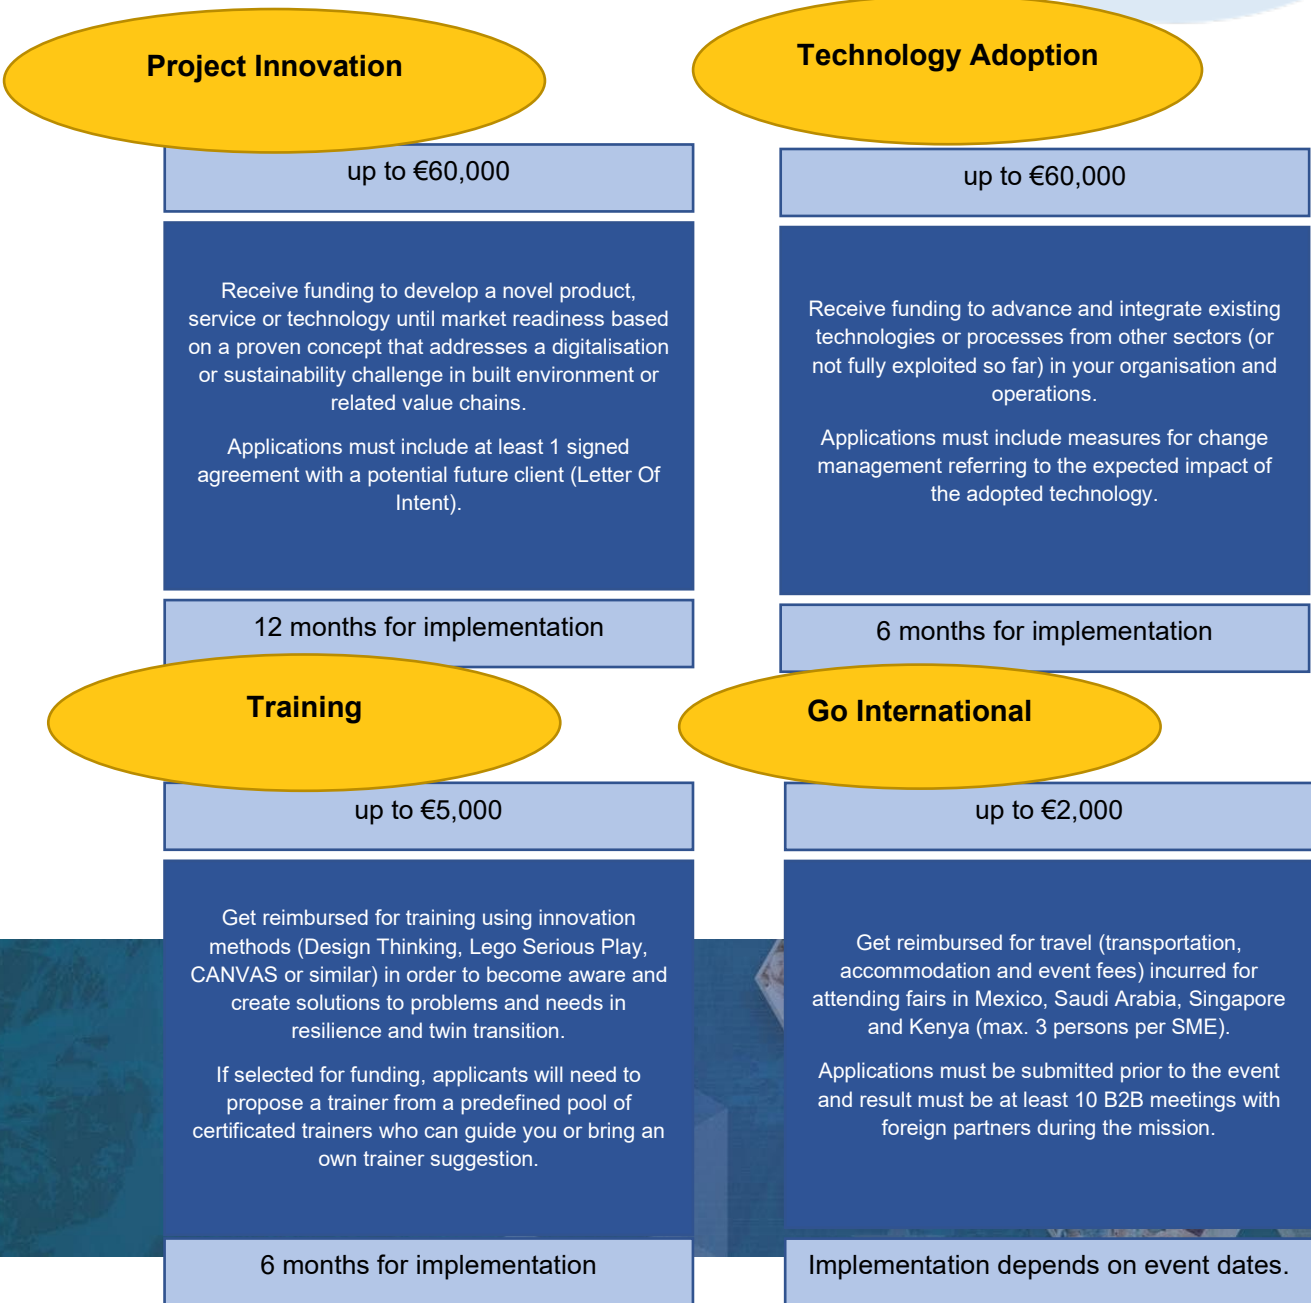 Project Innovation
up to €60,000
Receive funding to develop a novel product,
service or technology until market readiness based
on a proven concept that addresses a digitalisation
or sustainability challenge in built environment or
related value chains.
Applications must include at least 1 signed
agreement with a potential future client (Letter Of
Intent).
12 months for implementation
Technology Adoption
up to €60,000
Receive funding to advance and integrate existing
technologies or processes from other sectors (or
not fully exploited so far) in your organisation and
operations.
Applications must include measures for change
management referring to the expected impact of
the adopted technology.
6 months for implementation
Training
up to €5,000
Get reimbursed for training using innovation
methods (Design Thinking, Lego Serious Play,
CANVAS or similar) in order to become aware and
create solutions to problems and needs in
resilience and twin transition.
If selected for funding, applicants will need to
propose a trainer from a predefined pool of
certificated trainers who can guide you or bring an
own trainer suggestion.
6 months for implementation
Go International
up to €2,000
Get reimbursed for travel (transportation,
accommodation and event fees) incurred for
attending fairs in Mexico, Saudi Arabia, Singapore
and Kenya (max. 3 persons per SME).
Applications must be submitted prior to the event
and result must be at least 10 B2B meetings with
foreign partners during the mission.
Implementation depends on event dates.